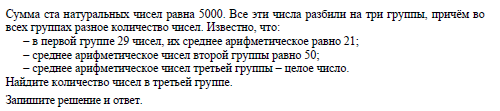 Сумма ста натуральных чисел равна 5000. Все эти числа разбили на три группы, причём во
всех группах разное количество чисел. Известно, что:
– в первой группе 29 чисел, их среднее арифметическое равно 21;
– среднее арифметическое чисел второй группы равно 50;
– среднее арифметическое чисел третьей группы – целое число.
Найдите количество чисел в третьей группе.
Запишите решение и ответ.